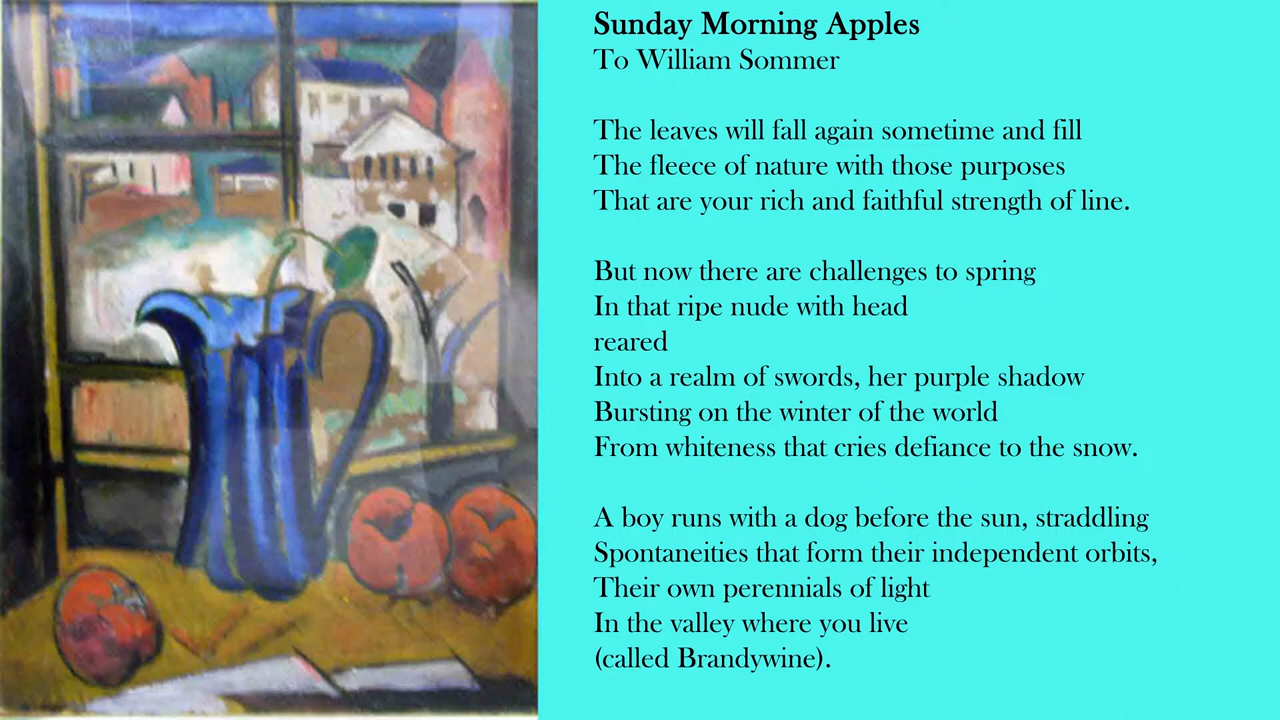 Sunday Morning Apples
To William Sommer
The leaves will fall again sometime and fill
The fleece of nature with those purposes
That are your rich and faithful strength of line.
But now there are challenges to spring
In that ripe nude with head
reared
Into a realm of swords, her purple shadow
Bursting on the winter of the world
From whiteness that cries defiance to the snow.
A boy runs with a dog before the sun, straddling
Spontaneities that form their independent orbits,
Their own perennials of light
In the valley where you live
(called Brandywine).